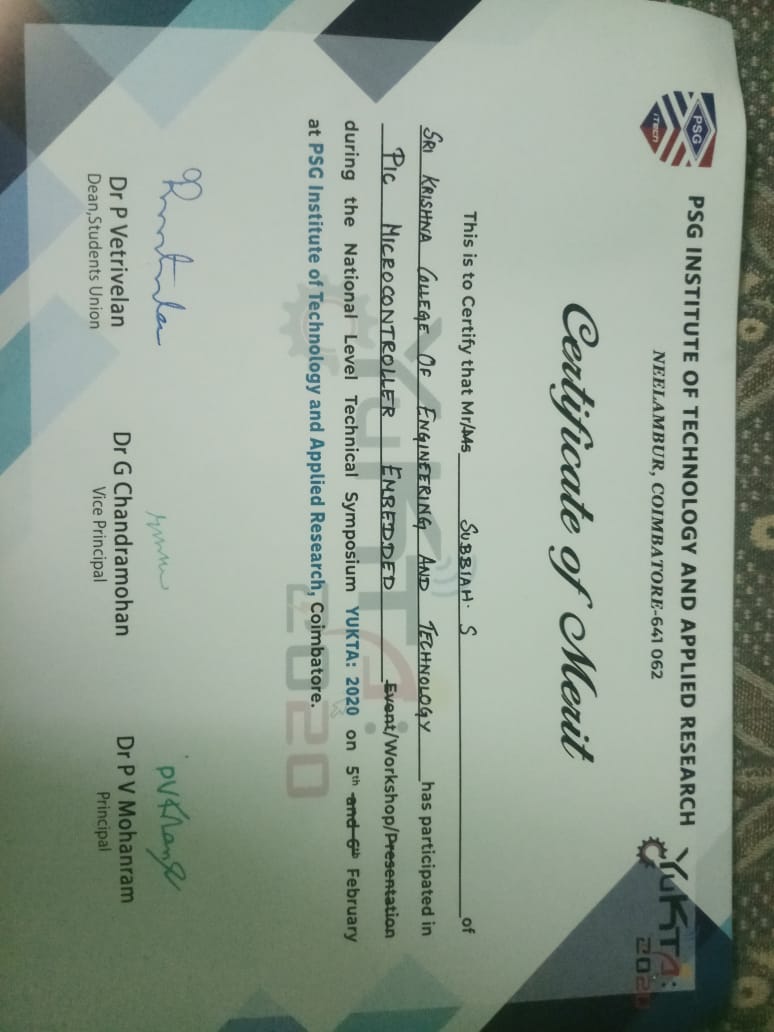 PSG
iTech
PSG INSTITUTE OF TECHNOLOGY AND APPLIED RESEARCH
NEELAMBUR, COIMBATORE-641 062
YUKTA
2020
Certificate of Merit
This is to Certify that Mr/Ms SUBBIAH. S of
SRI KRISHNA COLLEGE OF ENGINEERING AND TECHNOLOGY has participated in
PIC MICROCONTROLLER EMBEDDED Event/Workshop/Presentation
during the National Level Technical Symposium YUKTA: 2020 on 5th and 6th February
at PSG Institute of Technology and Applied Research, Coimbatore.
YUKTA
2020
Dr P Vetrivelan
Dean,Students Union
Dr G Chandramohan
Vice Principal
Dr P V Mohanram
Principal